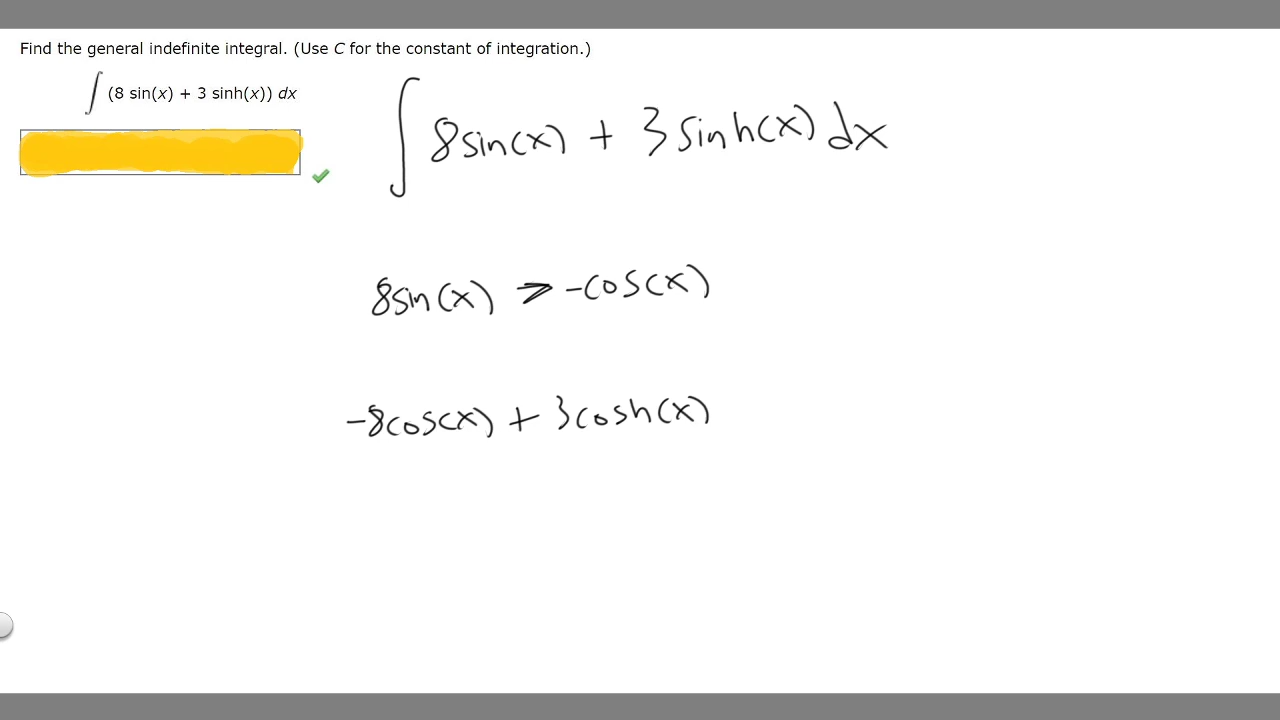 Find the general indefinite integral. (Use C for the constant of integration.)
∫ (8 sin(x) + 3 sinh(x)) dx
∫ 8sin(x) + 3 sinh(x) dx
8sin(x) → -cos(x)
-8cos(x) + 3cosh(x)